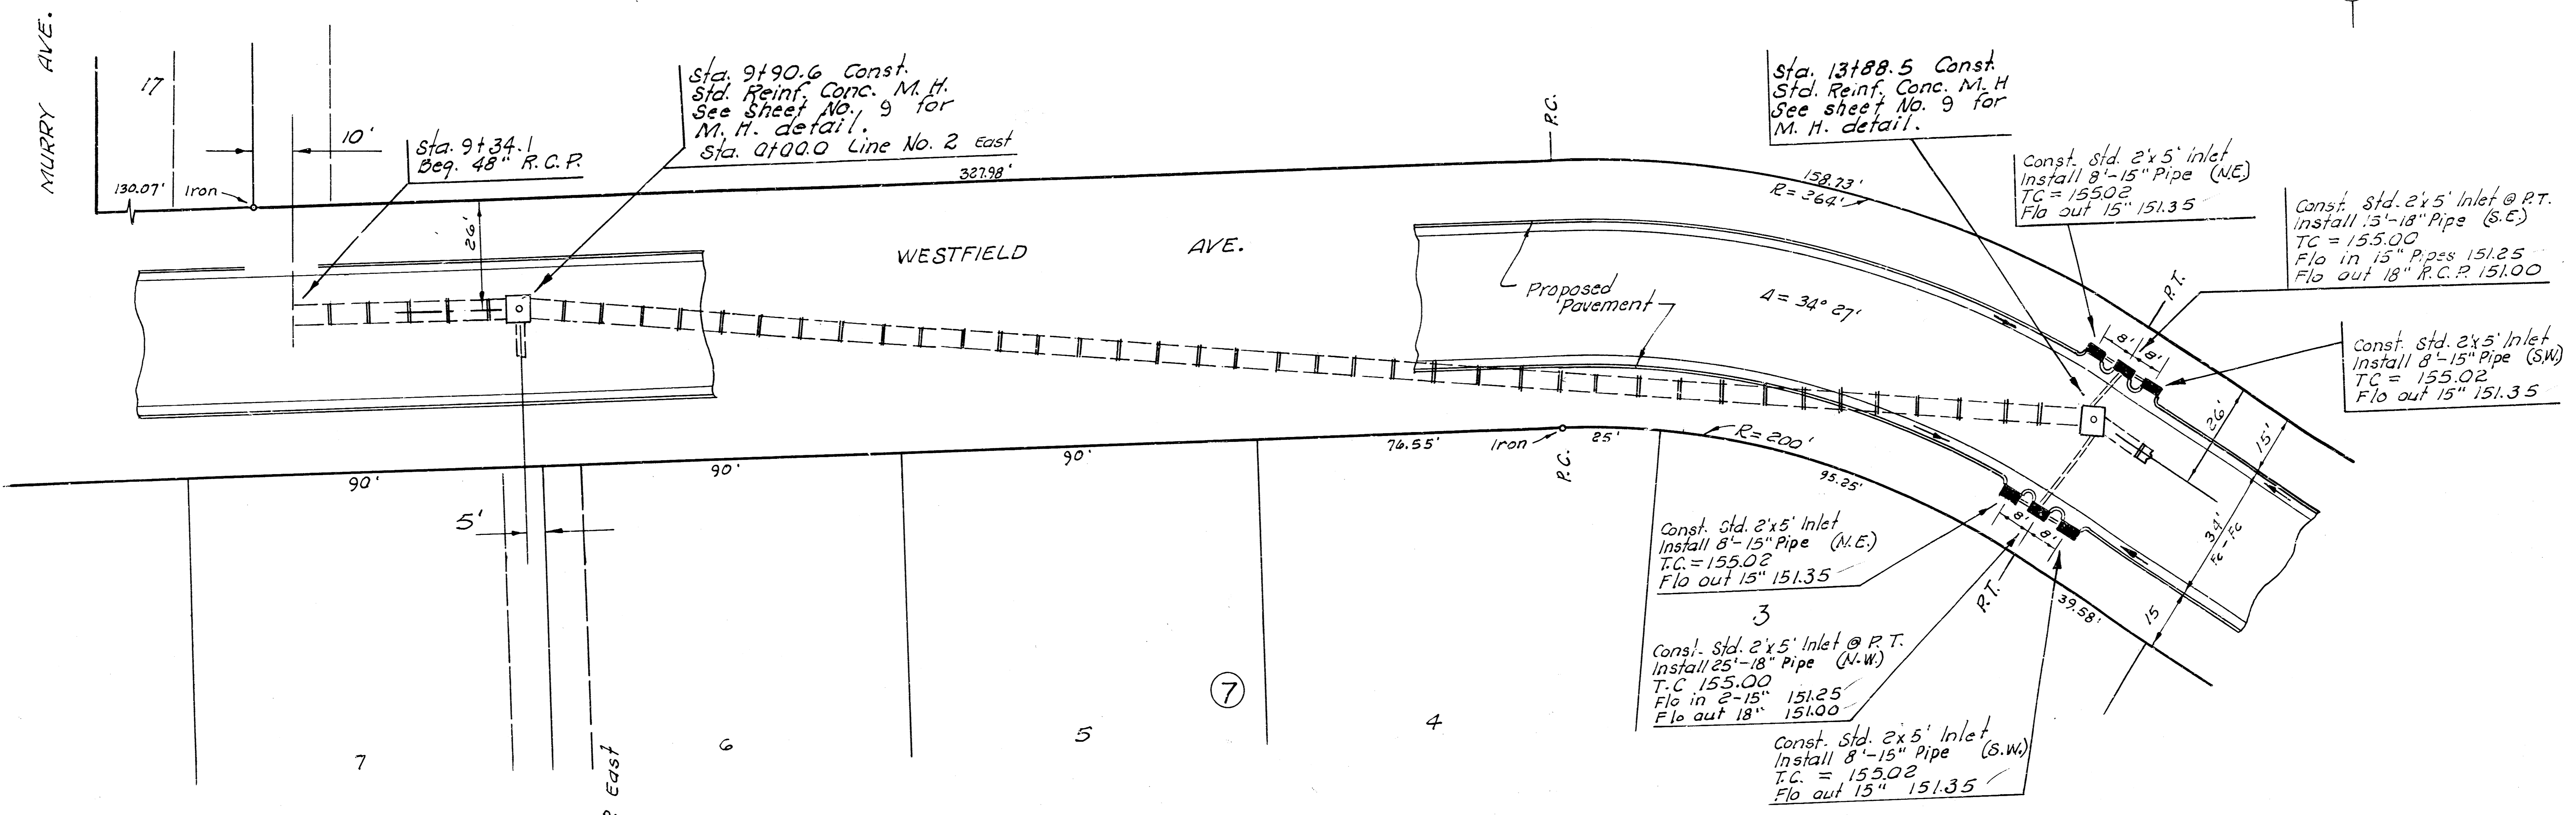 MURRY AVE.
17
10'
130.07'
Iron
Sta. 9+34.1
Beg. 48" R.C.P.
Sta. 9+90.6 Const.
Std. Reinf. Conc. M.H.
See Sheet No. 9 for
M.H. detail.
Sta. 0+00.0 Line No. 2 East
327.98'
26'
WESTFIELD AVE.
P.C.
158.73'
R = 264'
Proposed
Pavement
Δ = 34° 27'
Sta. 13+88.5 Const.
Std. Reinf. Conc. M.H
See sheet No. 9 for
M.H. detail.
Const. Std. 2'x5' inlet
Install 8'-15" Pipe (N.E.)
TC = 155.02
Flo out 15" 151.35
Const. Std. 2'x5' Inlet @ P.T.
Install 15'-18" Pipe (S.E.)
TC = 155.00
Flo in 15" Pipes 151.25
Flo out 18" R.C.P. 151.00
P.T.
8'
8'
Const. Std. 2'x5' Inlet
Install 8'-15" Pipe (S.W.)
TC = 155.02
Flo out 15" 151.35
26'
15'
34'
Fc - Fc
15
39.58'
90'
5'
90'
90'
76.55'
Iron
P.C.
25'
R = 200'
95.25'
8'
8'
P.T.
Const. Std. 2'x5' Inlet
Install 8'-15" Pipe (N.E.)
T.C. = 155.02
Flo out 15" 151.35
3
Const. Std. 2'x5' Inlet @ P.T.
Install 25'-18" Pipe (N.W.)
T.C 155.00
Flo in 2-15" 151.25
Flo out 18" 151.00
Const. Std. 2'x5' Inlet
Install 8'-15" Pipe (S.W.)
T.C. = 155.02
Flo out 15" 151.35
7
6
5
7
4
East